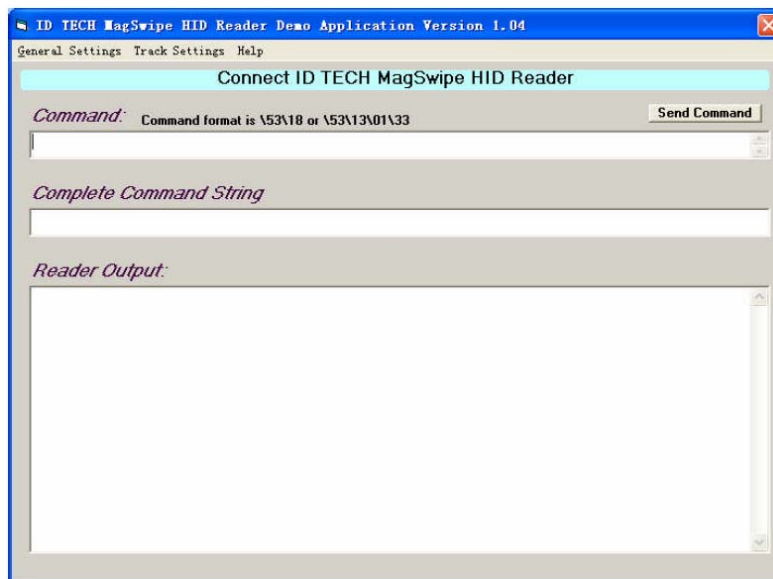 ID TECH MagSwipe HID Reader Demo Application Version 1.04
General Settings Track Settings Help
Connect ID TECH MagSwipe HID Reader
Command: Command format is \53\18 or \53\13\01\33 Send Command
Complete Command String
Reader Output: